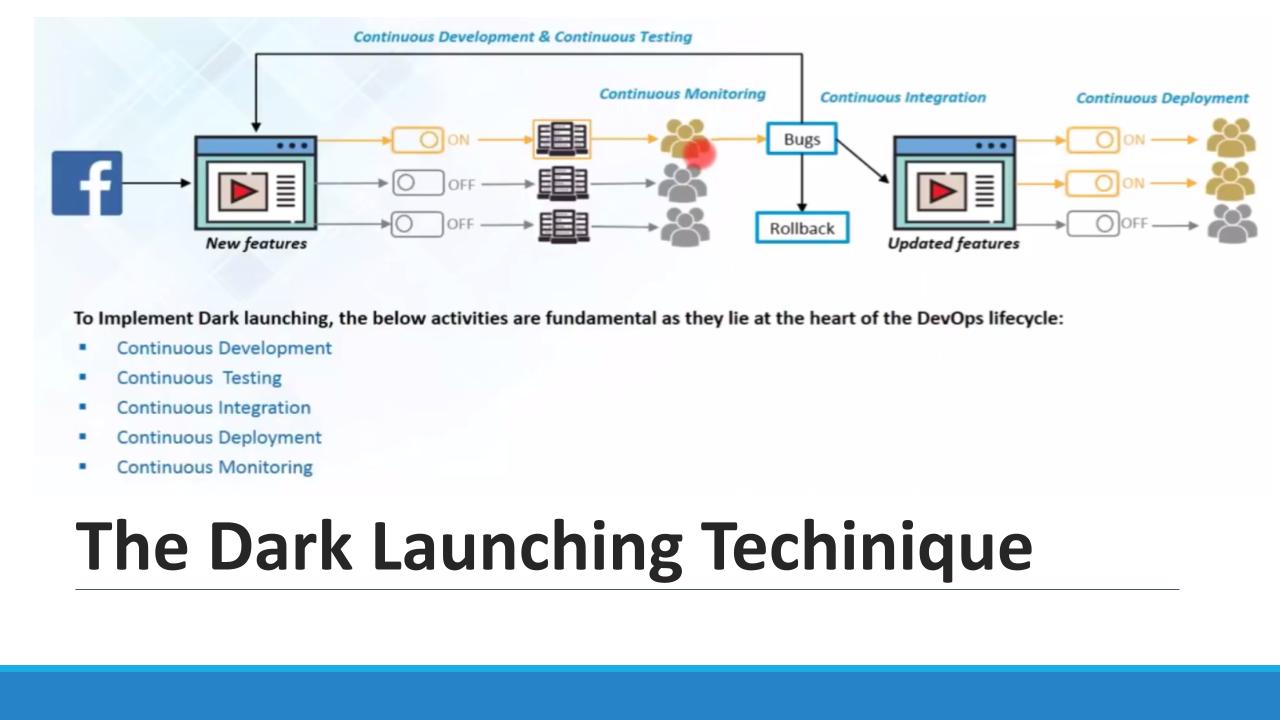 Continuous Development & Continuous Testing
Continuous Monitoring
Continuous Integration
Continuous Deployment
f
ON
Bugs
ON
OFF
ON
OFF
Rollback
OFF
New features
Updated features
To Implement Dark launching, the below activities are fundamental as they lie at the heart of the DevOps lifecycle:
▪ Continuous Development
▪ Continuous  Testing
▪ Continuous Integration
▪ Continuous Deployment
▪ Continuous Monitoring
The Dark Launching Techinique